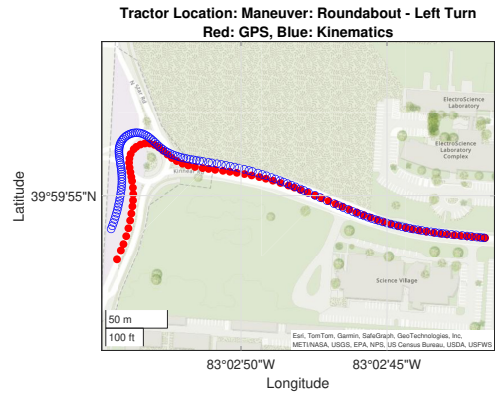 Tractor Location: Maneuver: Roundabout - Left Turn
Red: GPS, Blue: Kinematics
N Star Rd
ElectroScience
Laboratory
ElectroScience
Laboratory
Complex
39°59'55"N
Latitude
Science Village
50 m
100 ft
Esri, TomTom, Garmin, SafeGraph, GeoTechnologies, Inc,
METI/NASA, USGS, EPA, NPS, US Census Bureau, USDA, USFWS
83°02'50"W
83°02'45"W
Longitude